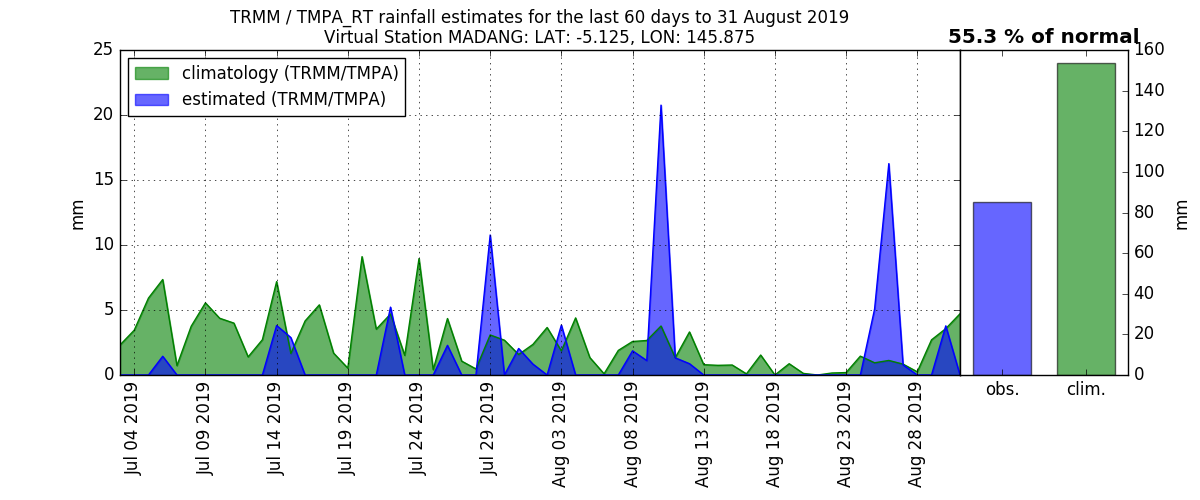 TRMM / TMPA_RT rainfall estimates for the last 60 days to 31 August 2019
Virtual Station MADANG: LAT: -5.125, LON: 145.875
55.3 % of normal
climatology (TRMM/TMPA)
estimated (TRMM/TMPA)
25
20
15
10
5
0
mm
Jul 04 2019
Jul 09 2019
Jul 14 2019
Jul 19 2019
Jul 24 2019
Jul 29 2019
Aug 03 2019
Aug 08 2019
Aug 13 2019
Aug 18 2019
Aug 23 2019
Aug 28 2019
obs.
clim.
160
140
120
100
80
60
40
20
0
mm